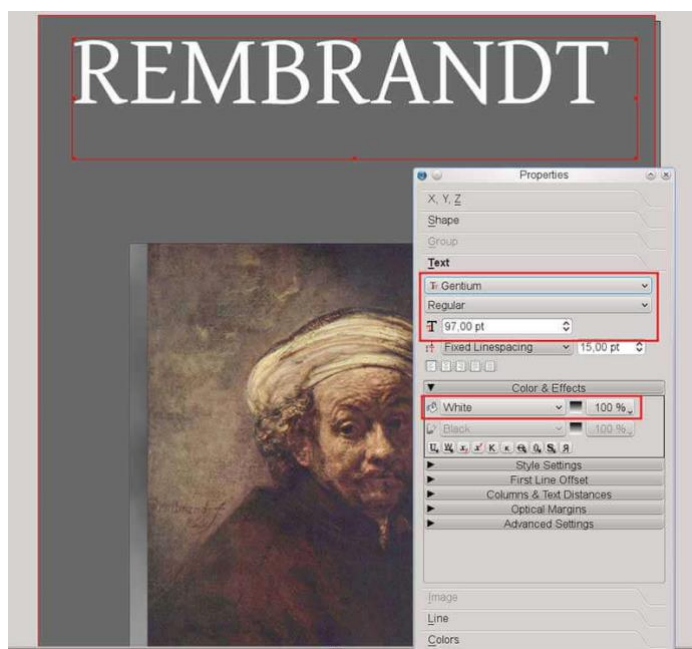 REMBRANDT
Properties
X, Y, Z
Shape
Group
Text
Gentium
Regular
97,00 pt
Fixed Linespacing 15,00 pt
Color & Effects
White 100 %
Black 100 %
Style Settings
First Line Offset
Columns & Text Distances
Optical Margins
Advanced Settings
Image
Line
Colors